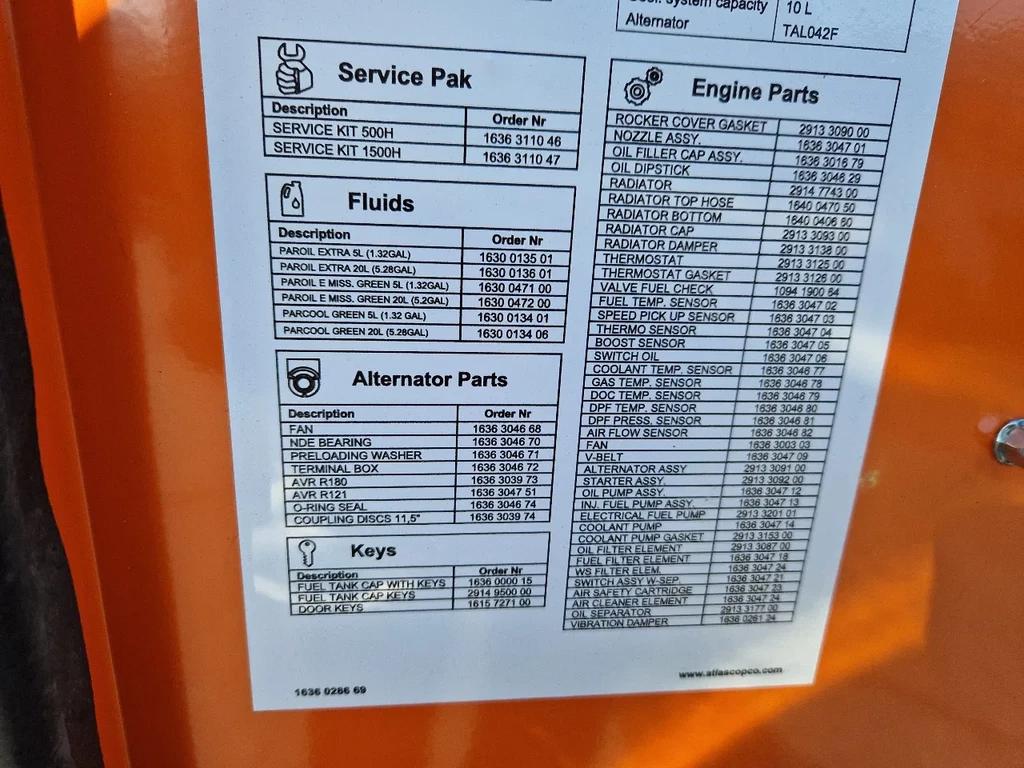 Cool. system capacity 10 L
Alternator TAL042F
Service Pak
Description Order Nr
SERVICE KIT 500H 1636 3110 46
SERVICE KIT 1500H 1636 3110 47
Fluids
Description Order Nr
PAROIL EXTRA 5L (1.32GAL) 1630 0135 01
PAROIL EXTRA 20L (5.28GAL) 1630 0136 01
PAROIL E MISS. GREEN 5L (1.32GAL) 1630 0471 00
PAROIL E MISS. GREEN 20L (5.2GAL) 1630 0472 00
PARCOOL GREEN 5L (1.32 GAL) 1630 0134 01
PARCOOL GREEN 20L (5.28GAL) 1630 0134 06
Alternator Parts
Description Order Nr
FAN 1636 3046 68
NDE BEARING 1636 3046 70
PRELOADING WASHER 1636 3046 71
TERMINAL BOX 1636 3046 72
AVR R180 1636 3039 73
AVR R121 1636 3047 51
O-RING SEAL 1636 3046 74
COUPLING DISCS 11,5" 1636 3039 74
Keys
Description Order Nr
FUEL TANK CAP WITH KEYS 1636 0000 15
FUEL TANK CAP KEYS 2914 9500 00
DOOR KEYS 1615 7271 00
1636 0286 69
Engine Parts
ROCKER COVER GASKET 2913 3090 00
NOZZLE ASSY. 1636 3047 01
OIL FILLER CAP ASSY. 1636 3016 79
OIL DIPSTICK 1636 3046 29
RADIATOR 2914 7743 00
RADIATOR TOP HOSE 1640 0470 50
RADIATOR BOTTOM 1640 0406 60
RADIATOR CAP 2913 3093 00
RADIATOR DAMPER 2913 3138 00
THERMOSTAT 2913 3125 00
THERMOSTAT GASKET 2913 3126 00
VALVE FUEL CHECK 1094 1900 64
FUEL TEMP. SENSOR 1636 3047 02
SPEED PICK UP SENSOR 1636 3047 03
THERMO SENSOR 1636 3047 04
BOOST SENSOR 1636 3047 05
SWITCH OIL 1636 3047 06
COOLANT TEMP. SENSOR 1636 3046 77
GAS TEMP. SENSOR 1636 3046 78
DOC TEMP. SENSOR 1636 3046 79
DPF TEMP. SENSOR 1636 3046 80
DPF PRESS. SENSOR 1636 3046 81
AIR FLOW SENSOR 1636 3046 82
FAN 1636 3003 03
V-BELT 1636 3047 09
ALTERNATOR ASSY 2913 3091 00
STARTER ASSY. 2913 3092 00
OIL PUMP ASSY. 1636 3047 12
INJ. FUEL PUMP ASSY. 1636 3047 13
ELECTRICAL FUEL PUMP 2913 3201 01
COOLANT PUMP 1636 3047 14
COOLANT PUMP GASKET 2913 3153 00
OIL FILTER ELEMENT 2913 3087 00
FUEL FILTER ELEMENT 1636 3047 18
WS FILTER ELEM. 1636 3047 24
SWITCH ASSY W-SEP. 1636 3047 21
AIR SAFETY CARTRIDGE 1636 3047 23
AIR CLEANER ELEMENT 1636 3047 24
OIL SEPARATOR 2913 3177 00
VIBRATION DAMPER 1636 0261 24
www.atlascopco.com